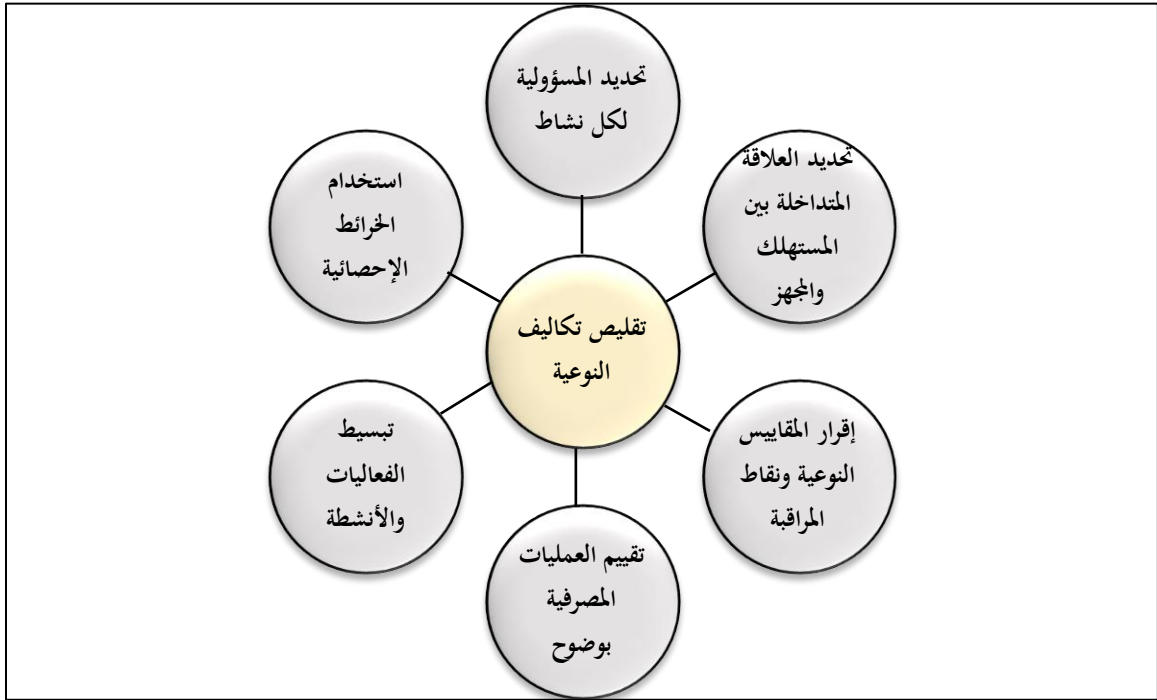 تحديد المسؤولية
لكل نشاط
تحديد العلاقة
المتداخلة بين
المستهلك
والمجهز
إقرار المقاييس
النوعية ونقاط
المراقبة
تقييم العمليات
المصرفية
بوضوح
تبسيط
الفعاليات
والأنشطة
استخدام
الخرائط
الإحصائية
تقليص تكاليف
النوعية